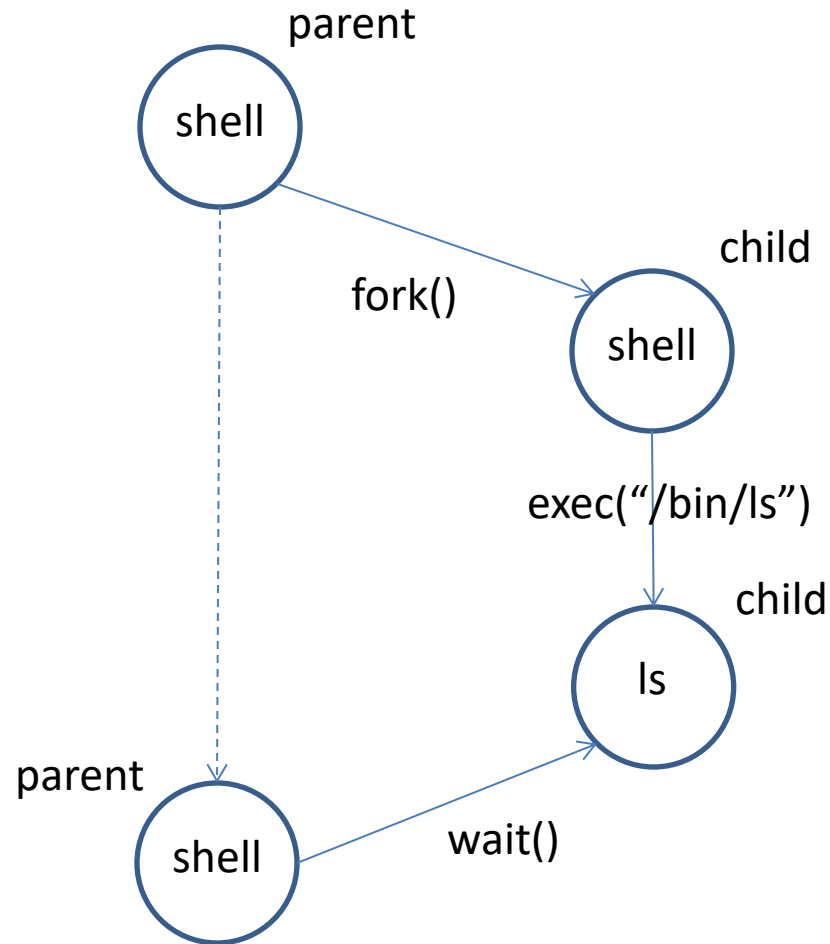 parent
shell
child
fork()
shell
exec(“/bin/ls”)
child
ls
parent
wait()
shell